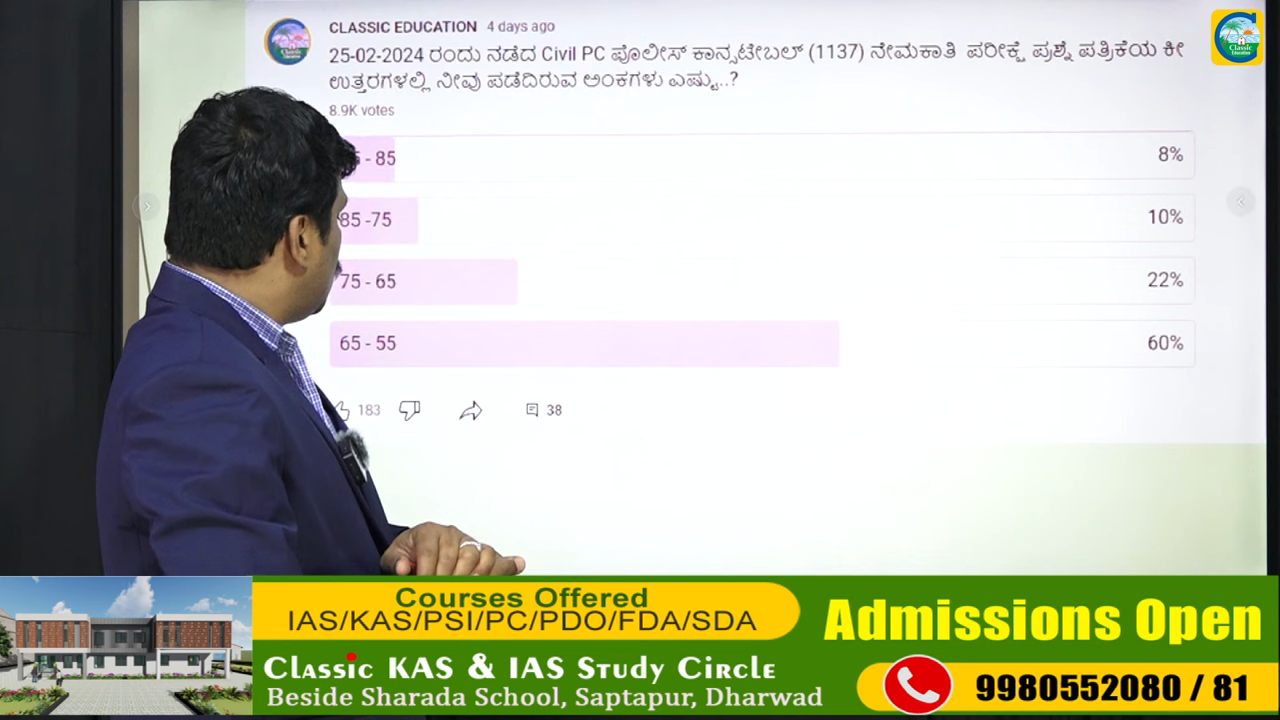 CLASSIC EDUCATION 4 days ago
25-02-2024 ರಂದು ನಡೆದ ivil PC ಪೊಲೀಸ್ ಕಾನ್ಸಟೇಬಲ್ (1137) ನೇಮಕಾತಿ ಪರೀಕ್ಷೆ ಪ್ರಶ್ನೆ ಪತ್ರಿಕೆಯ ಕೀ
ಉತ್ತರಗಳಲ್ಲಿ ನೀವು ಪಡೆದಿರುವ ಅಂಕಗಳು ಎಷ್ಟು..?
8.9K votes
- 85 8%
85 -75 10%
75 - 65 22%
65 - 55 60%
183 38
Classic
Education
Courses Offered
IAS/KAS/PSI/PC/PDO/FDA/SDA
Classic KAS & IAS Study Circle
Beside Sharada School, Saptapur, Dharwad
Admissions Open
9980552080 / 81